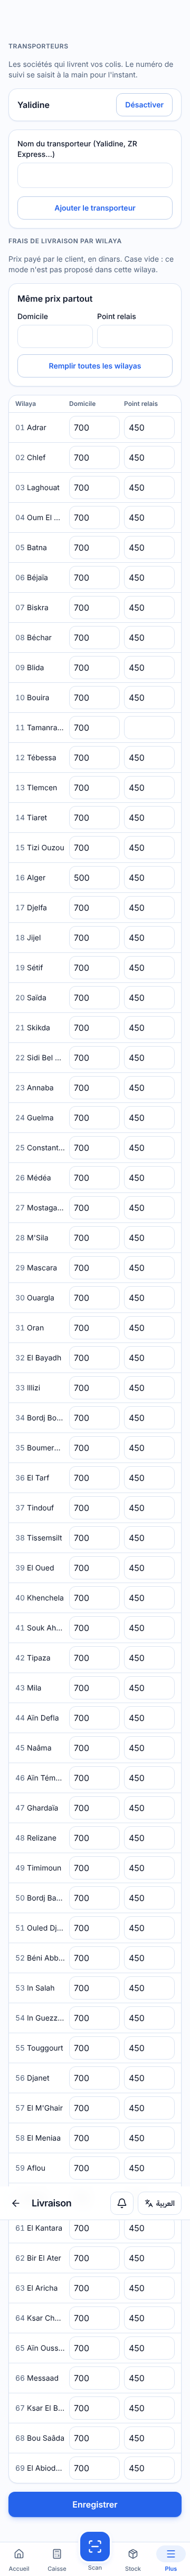 TRANSPORTEURS
Les sociétés qui livrent vos colis. Le numéro de
suivi se saisit à la main pour l'instant.
Yalidine
Désactiver
Nom du transporteur (Yalidine, ZR
Express...)
Ajouter le transporteur
FRAIS DE LIVRAISON PAR WILAYA
Prix payé par le client, en dinars. Case vide : ce
mode n'est pas proposé dans cette wilaya.
Même prix partout
Domicile Point relais
Remplir toutes les wilayas
Wilaya Domicile Point relais
01 Adrar 700 450
02 Chlef 700 450
03 Laghouat 700 450
04 Oum El ... 700 450
05 Batna 700 450
06 Béjaïa 700 450
07 Biskra 700 450
08 Béchar 700 450
09 Blida 700 450
10 Bouira 700 450
11 Tamanra... 700
12 Tébessa 700 450
13 Tlemcen 700 450
14 Tiaret 700 450
15 Tizi Ouzou 700 450
16 Alger 500 450
17 Djelfa 700 450
18 Jijel 700 450
19 Sétif 700 450
20 Saïda 700 450
21 Skikda 700 450
22 Sidi Bel ... 700 450
23 Annaba 700 450
24 Guelma 700 450
25 Constant... 700 450
26 Médéa 700 450
27 Mostaga... 700 450
28 M'Sila 700 450
29 Mascara 700 450
30 Ouargla 700 450
31 Oran 700 450
32 El Bayadh 700 450
33 Illizi 700 450
34 Bordj Bo... 700 450
35 Boumer... 700 450
36 El Tarf 700 450
37 Tindouf 700 450
38 Tissemsilt 700 450
39 El Oued 700 450
40 Khenchela 700 450
41 Souk Ah... 700 450
42 Tipaza 700 450
43 Mila 700 450
44 Aïn Defla 700 450
45 Naâma 700 450
46 Aïn Tém... 700 450
47 Ghardaïa 700 450
48 Relizane 700 450
49 Timimoun 700 450
50 Bordj Ba... 700 450
51 Ouled Dj... 700 450
52 Béni Abb... 700 450
53 In Salah 700 450
54 In Guezz... 700 450
55 Touggourt 700 450
56 Djanet 700 450
57 El M'Ghair 700 450
58 El Meniaa 700 450
59 Aflou 700 450
Livraison
العربية
61 El Kantara 700 450
62 Bir El Ater 700 450
63 El Aricha 700 450
64 Ksar Ch... 700 450
65 Aïn Ouss... 700 450
66 Messaad 700 450
67 Ksar El B... 700 450
68 Bou Saâda 700 450
69 El Abiod... 700 450
Enregistrer
Accueil Caisse Scan Stock Plus